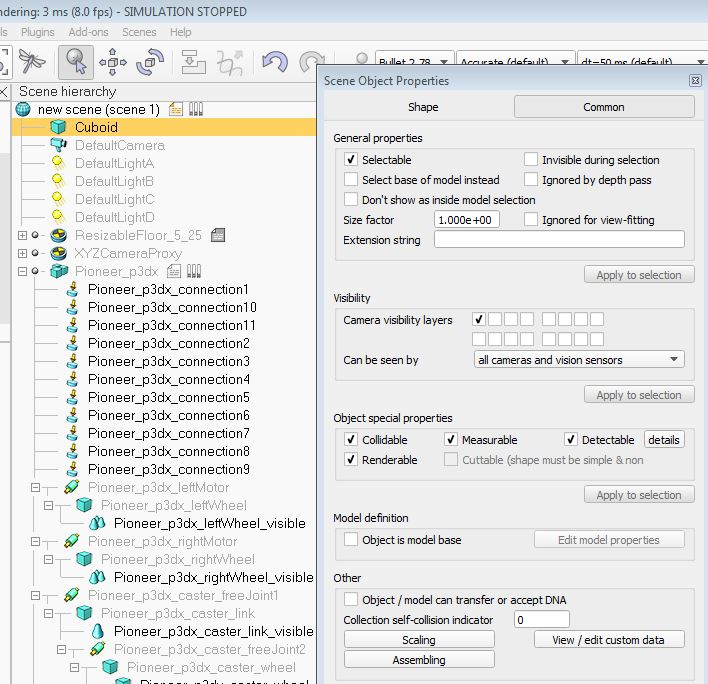 ndering: 3 ms (8.0 fps) - SIMULATION STOPPED
ls Plugins Add-ons Scenes Help
Bullet 2.78 Accurate (default) dt=50 ms (default)
Scene hierarchy
new scene (scene 1)
Cuboid
DefaultCamera
DefaultLightA
DefaultLightB
DefaultLightC
DefaultLightD
ResizableFloor_5_25
XYZCameraProxy
Pioneer_p3dx
Pioneer_p3dx_connection1
Pioneer_p3dx_connection10
Pioneer_p3dx_connection11
Pioneer_p3dx_connection2
Pioneer_p3dx_connection3
Pioneer_p3dx_connection4
Pioneer_p3dx_connection5
Pioneer_p3dx_connection6
Pioneer_p3dx_connection7
Pioneer_p3dx_connection8
Pioneer_p3dx_connection9
Pioneer_p3dx_leftMotor
Pioneer_p3dx_leftWheel
Pioneer_p3dx_leftWheel_visible
Pioneer_p3dx_rightMotor
Pioneer_p3dx_rightWheel
Pioneer_p3dx_rightWheel_visible
Pioneer_p3dx_caster_freeJoint1
Pioneer_p3dx_caster_link
Pioneer_p3dx_caster_link_visible
Pioneer_p3dx_caster_freeJoint2
Pioneer_p3dx_caster_wheel
Scene Object Properties
Shape Common
General properties
Selectable Invisible during selection
Select base of model instead Ignored by depth pass
Don't show as inside model selection
Size factor 1.000e+00 Ignored for view-fitting
Extension string
Apply to selection
Visibility
Camera visibility layers
Can be seen by all cameras and vision sensors
Apply to selection
Object special properties
Collidable Measurable Detectable details
Renderable Cuttable (shape must be simple & non
Apply to selection
Model definition
Object is model base Edit model properties
Other
Object / model can transfer or accept DNA
Collection self-collision indicator 0
Scaling View / edit custom data
Assembling